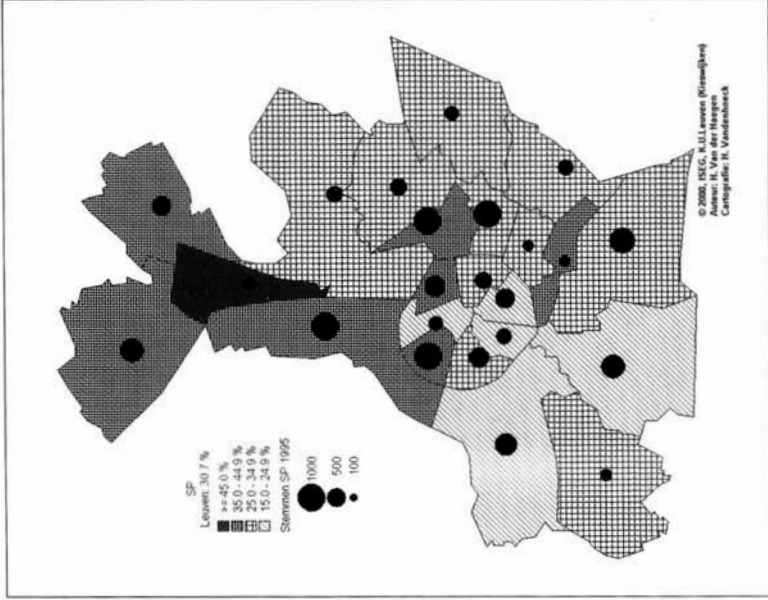 SP
Leuven: 30.7 %
>= 45.0 %
35.0 - 44.9 %
25.0 - 34.9 %
15.0 - 24.9 %
Stemmen SP 1995
1000
500
100
© 2000, ISEG, K.U.Leuven (Kieswijken)
Auteur: H. Van der Haegen
Cartografie: H. Vandenhoeck